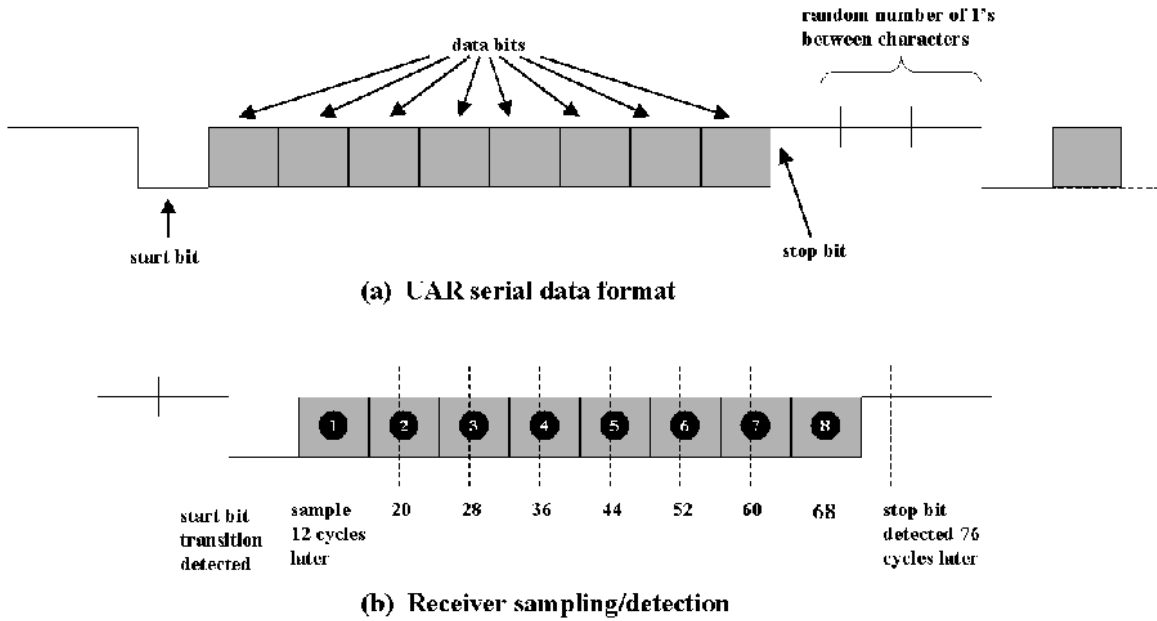 random number of 1's
between characters
data bits
start bit
stop bit
(a) UAR serial data format
1 2 3 4 5 6 7 8
start bit
transition
detected
sample
12 cycles
later
20 28 36 44 52 60 68
stop bit
detected 76
cycles later
(b) Receiver sampling/detection